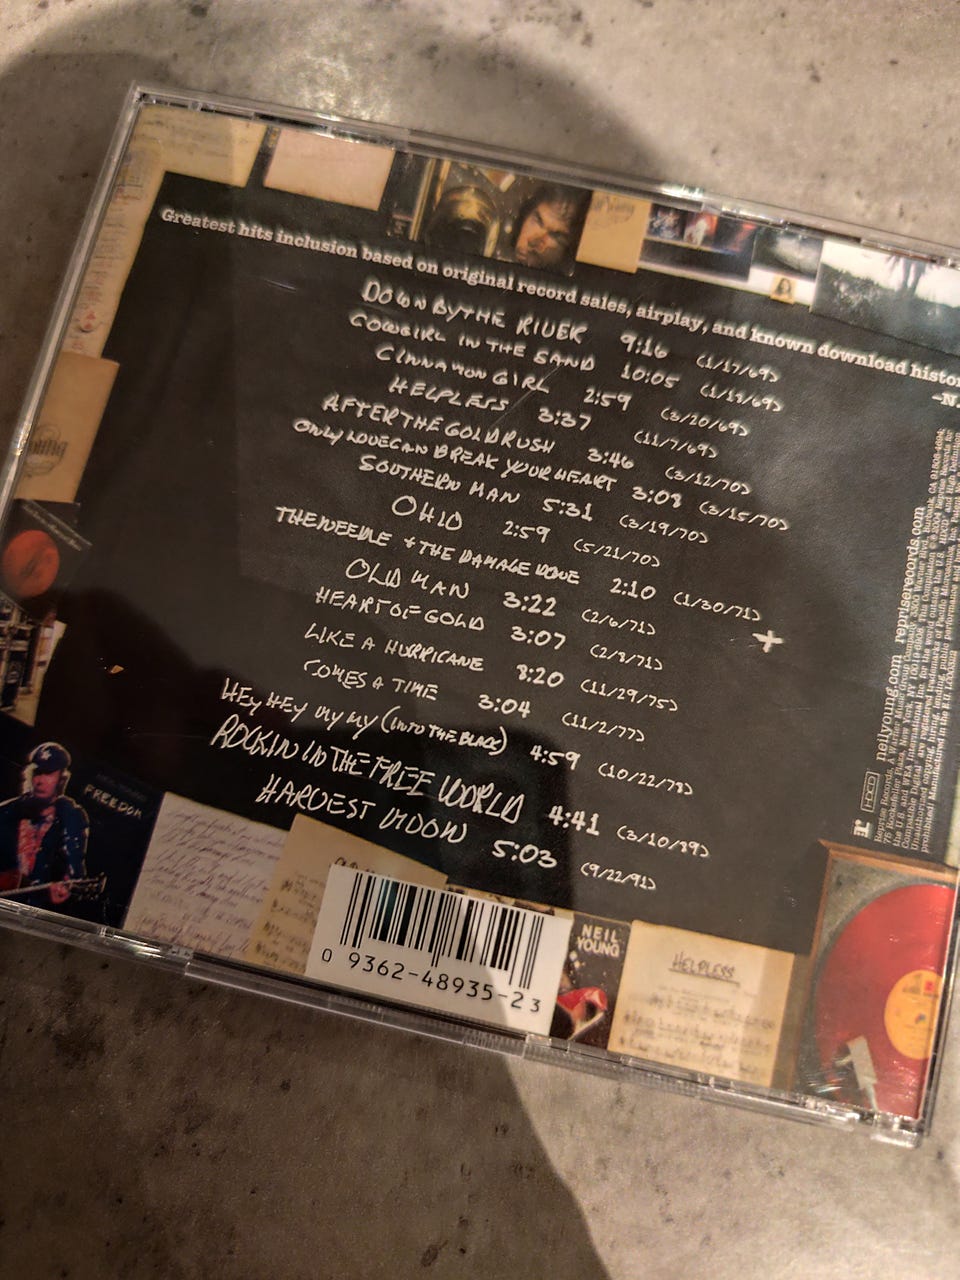 Greatest hits inclusion based on original record sales, airplay, and known download histor
-N.
DOWN BY THE RIVER 9:16 (1/17/69)
COWGIRL IN THE SAND 10:05 (1/19/69)
CINNAMON GIRL 2:59 (3/20/69)
HELPLESS 3:37 (11/7/69)
AFTER THE GOLDRUSH 3:46 (3/12/70)
ONLY LOVE CAN BREAK YOUR HEART 3:08 (3/15/70)
SOUTHERN MAN 5:31 (3/19/70)
OHIO 2:59 (5/21/70)
THE NEEDLE + THE DAMAGE DONE 2:10 (1/30/71)
OLD MAN 3:22 (2/6/71)
HEART OF GOLD 3:07 (2/8/71)
LIKE A HURRICANE 8:20 (11/29/75)
COMES A TIME 3:04 (11/2/77)
HEY HEY MY MY (INTO THE BLACK) 4:59 (10/22/78)
ROCKIN IN THE FREE WORLD 4:41 (3/10/89)
HARVEST MOON 5:03 (9/22/91)
neilyoung.com repriserecords.com
HDCD
FREEDOM
NEIL
YOUNG
HELPLESS
0 9362-48935-2 3